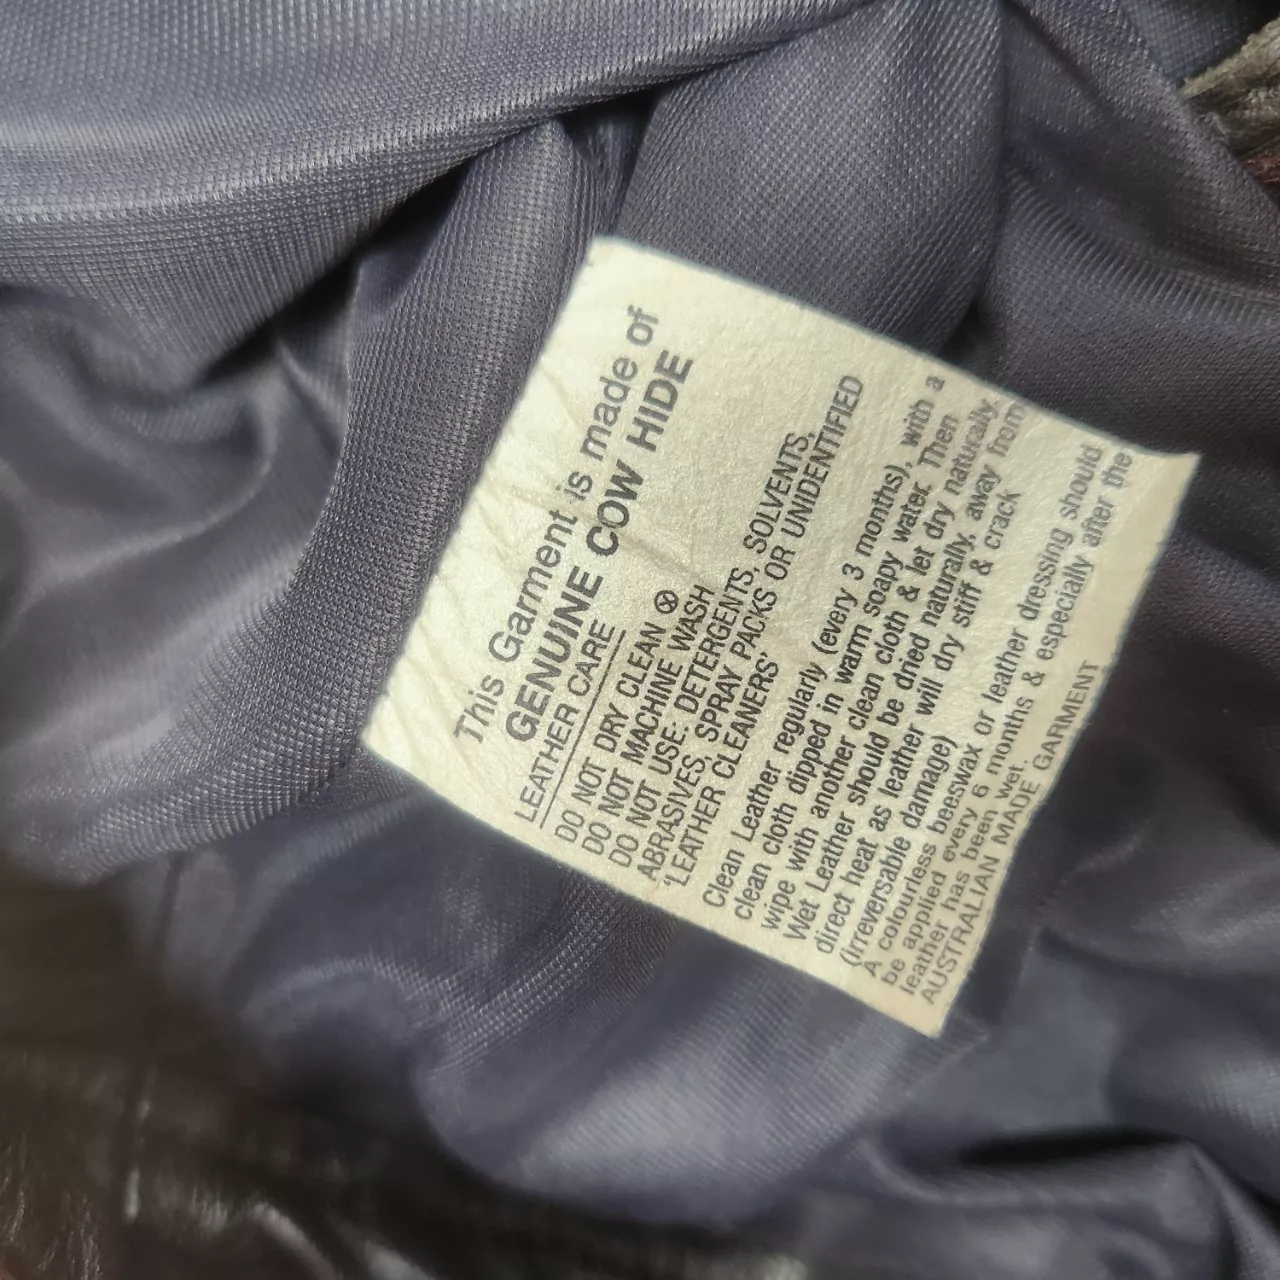 This Garment is made of
GENUINE COW HIDE
LEATHER CARE
DO NOT DRY CLEAN ⓧ
DO NOT MACHINE WASH
DO NOT USE: DETERGENTS, SOLVENTS,
ABRASIVES, SPRAY PACKS OR UNIDENTIFIED
'LEATHER CLEANERS'
Clean Leather regularly (every 3 months), with a
clean cloth dipped in warm soapy water. Then
wipe with another clean cloth & let dry naturally.
Wet Leather should be dried naturally, away from
direct heat as leather will dry stiff & crack
(irreversable damage)
A colourless beeswax or leather dressing should
be applied every 6 months & especially after the
leather has been wet.
AUSTRALIAN MADE GARMENT